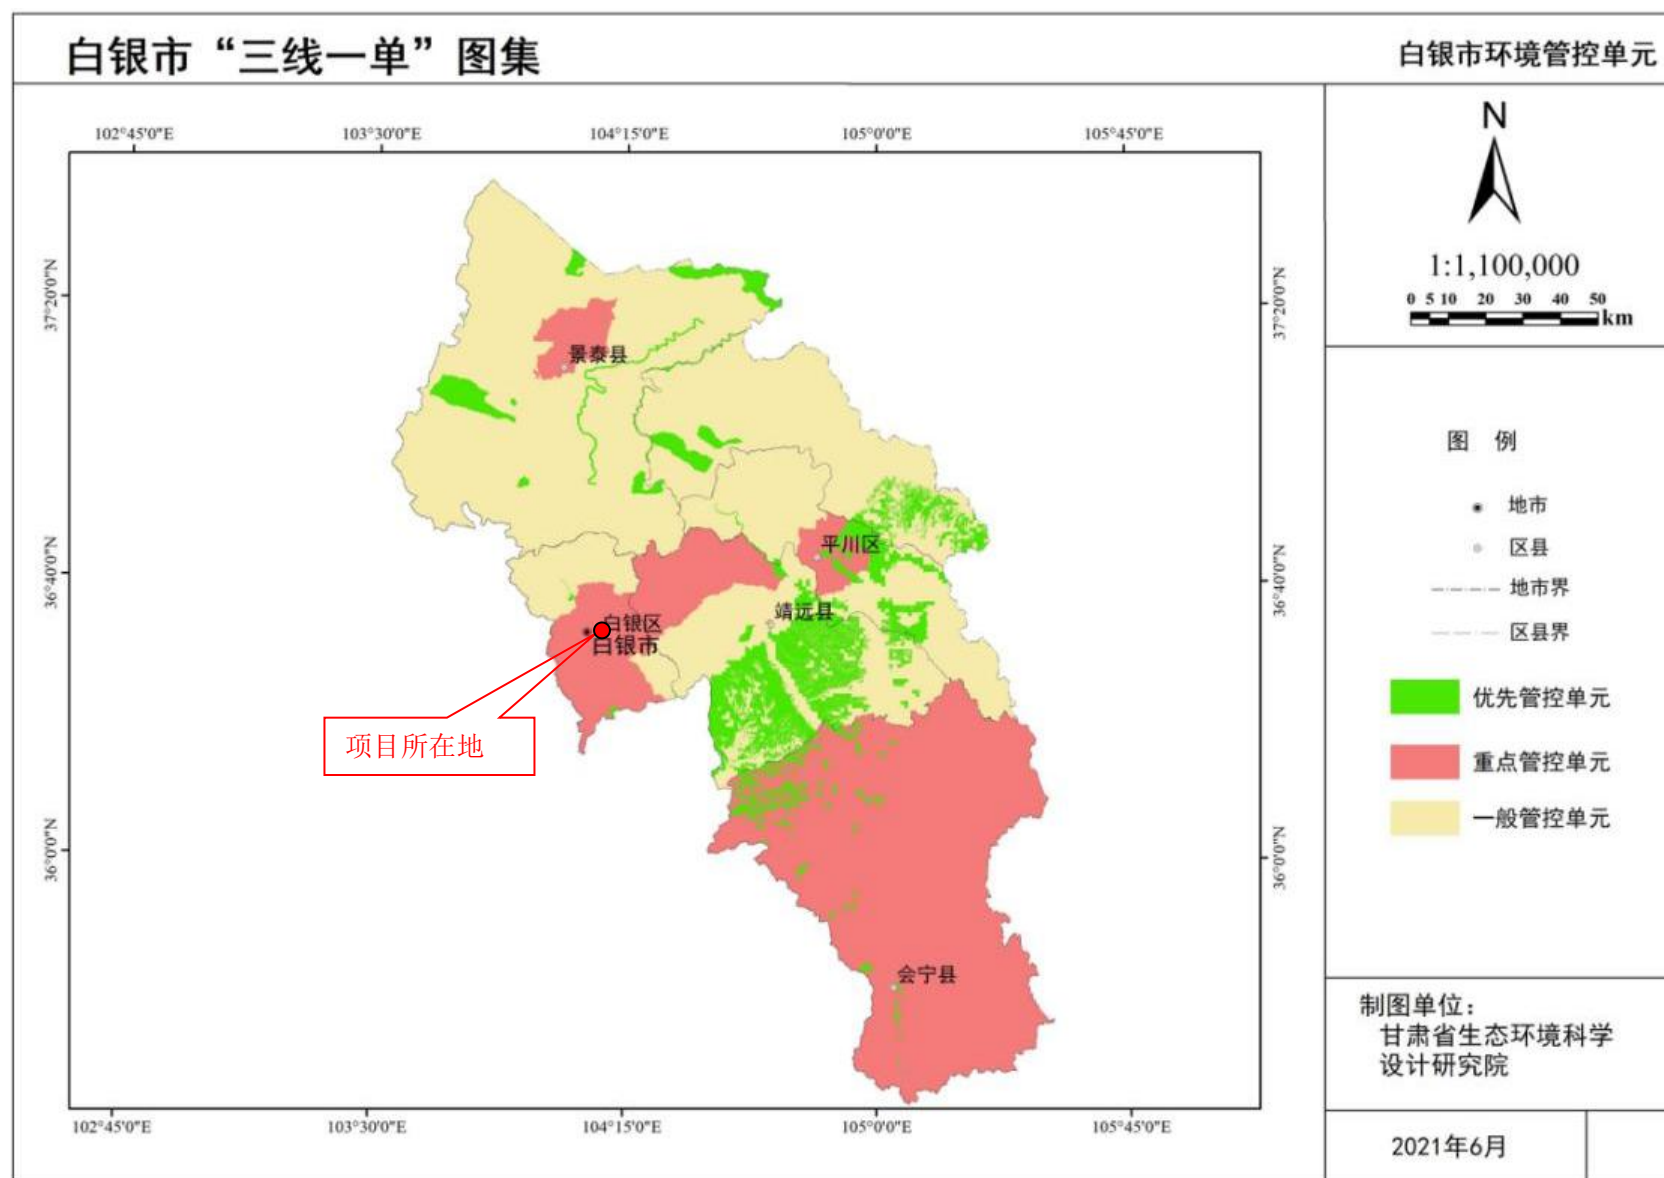 白银市“三线一单”图集
白银市环境管控单元
102°45'0"E 103°30'0"E 104°15'0"E 105°0'0"E 105°45'0"E
N
1:1,100,000
0 5 10 20 30 40 50
km
37°20'0"N
37°20'0"N
景泰县
图 例
地市
区县
地市界
区县界
36°40'0"N
36°40'0"N
平川区
靖远县
白银区
白银市
项目所在地
优先管控单元
重点管控单元
一般管控单元
36°0'0"N
36°0'0"N
会宁县
制图单位：
甘肃省生态环境科学
设计研究院
102°45'0"E 103°30'0"E 104°15'0"E 105°0'0"E 105°45'0"E
2021年6月